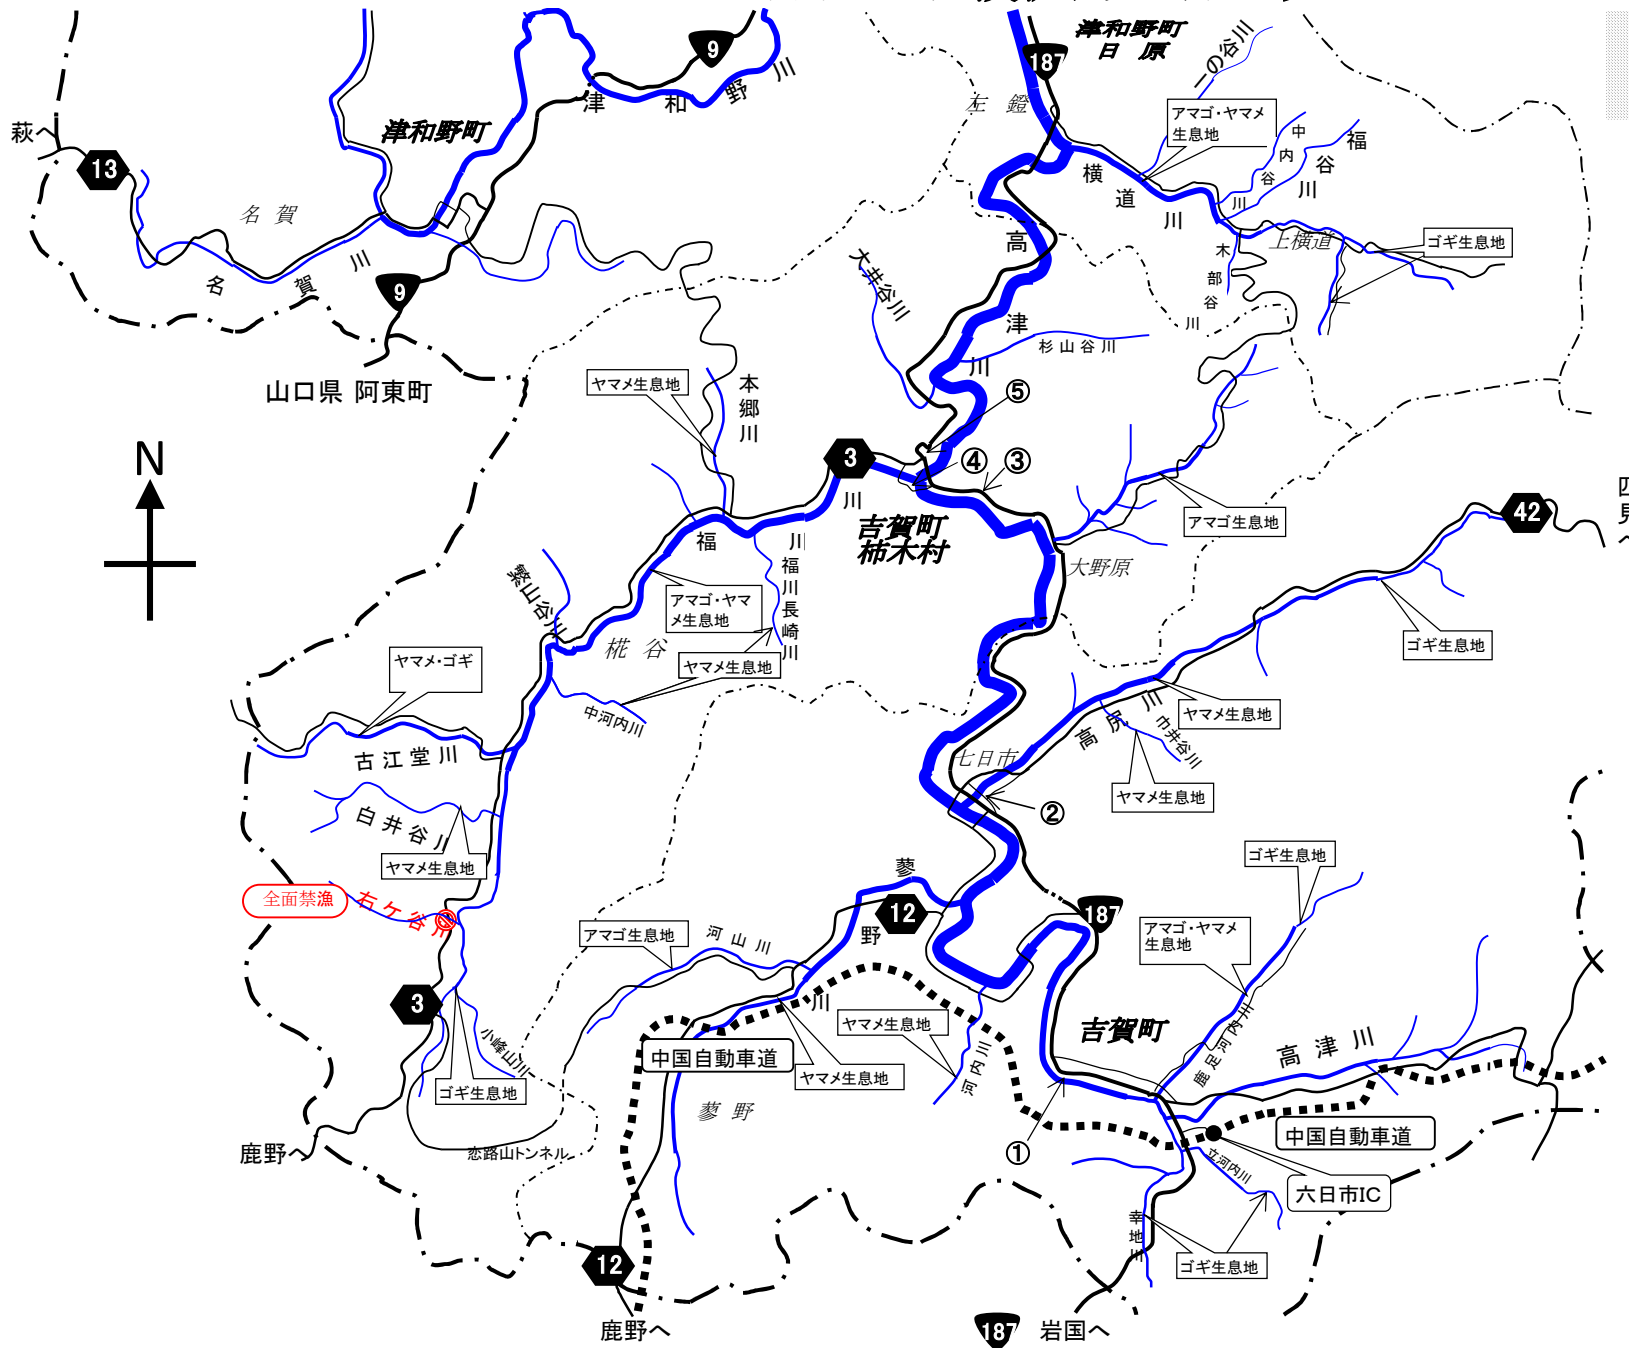 津和野町
日原
187
9
一の谷川
左鐙
アマゴ・ヤマメ
生息地
中内谷川
福谷川
横道川
津和野川
津和野町
萩へ
13
名賀
名賀川
9
山口県 阿東町
上横道
ゴギ生息地
木部谷川
高津川
大井谷川
杉山谷川
ヤマメ生息地
本郷川
⑤
④
③
3
吉賀町
柿木村
アマゴ生息地
42
四見へ
大野原
N
福川
福川長崎川
繁山谷川
アマゴ・ヤマ
メ生息地
椛谷
ヤマメ生息地
ゴギ生息地
ヤマメ・ゴギ
中河内川
古江堂川
高尻川
ヤマメ生息地
市井谷川
七日市
ヤマメ生息地
②
白井谷川
ヤマメ生息地
全面禁漁
右ケ谷川
ゴギ生息地
蓼野川
12
187
アマゴ生息地
河山川
アマゴ・ヤマメ
生息地
3
小峰山川
ゴギ生息地
中国自動車道
ヤマメ生息地
ヤマメ生息地
河内川
吉賀町
鹿足河内川
高津川
蓼野
①
中国自動車道
鹿野へ
恋路山トンネル
立河内川
六日市IC
幸地川
ゴギ生息地
12
鹿野へ
187
岩国へ